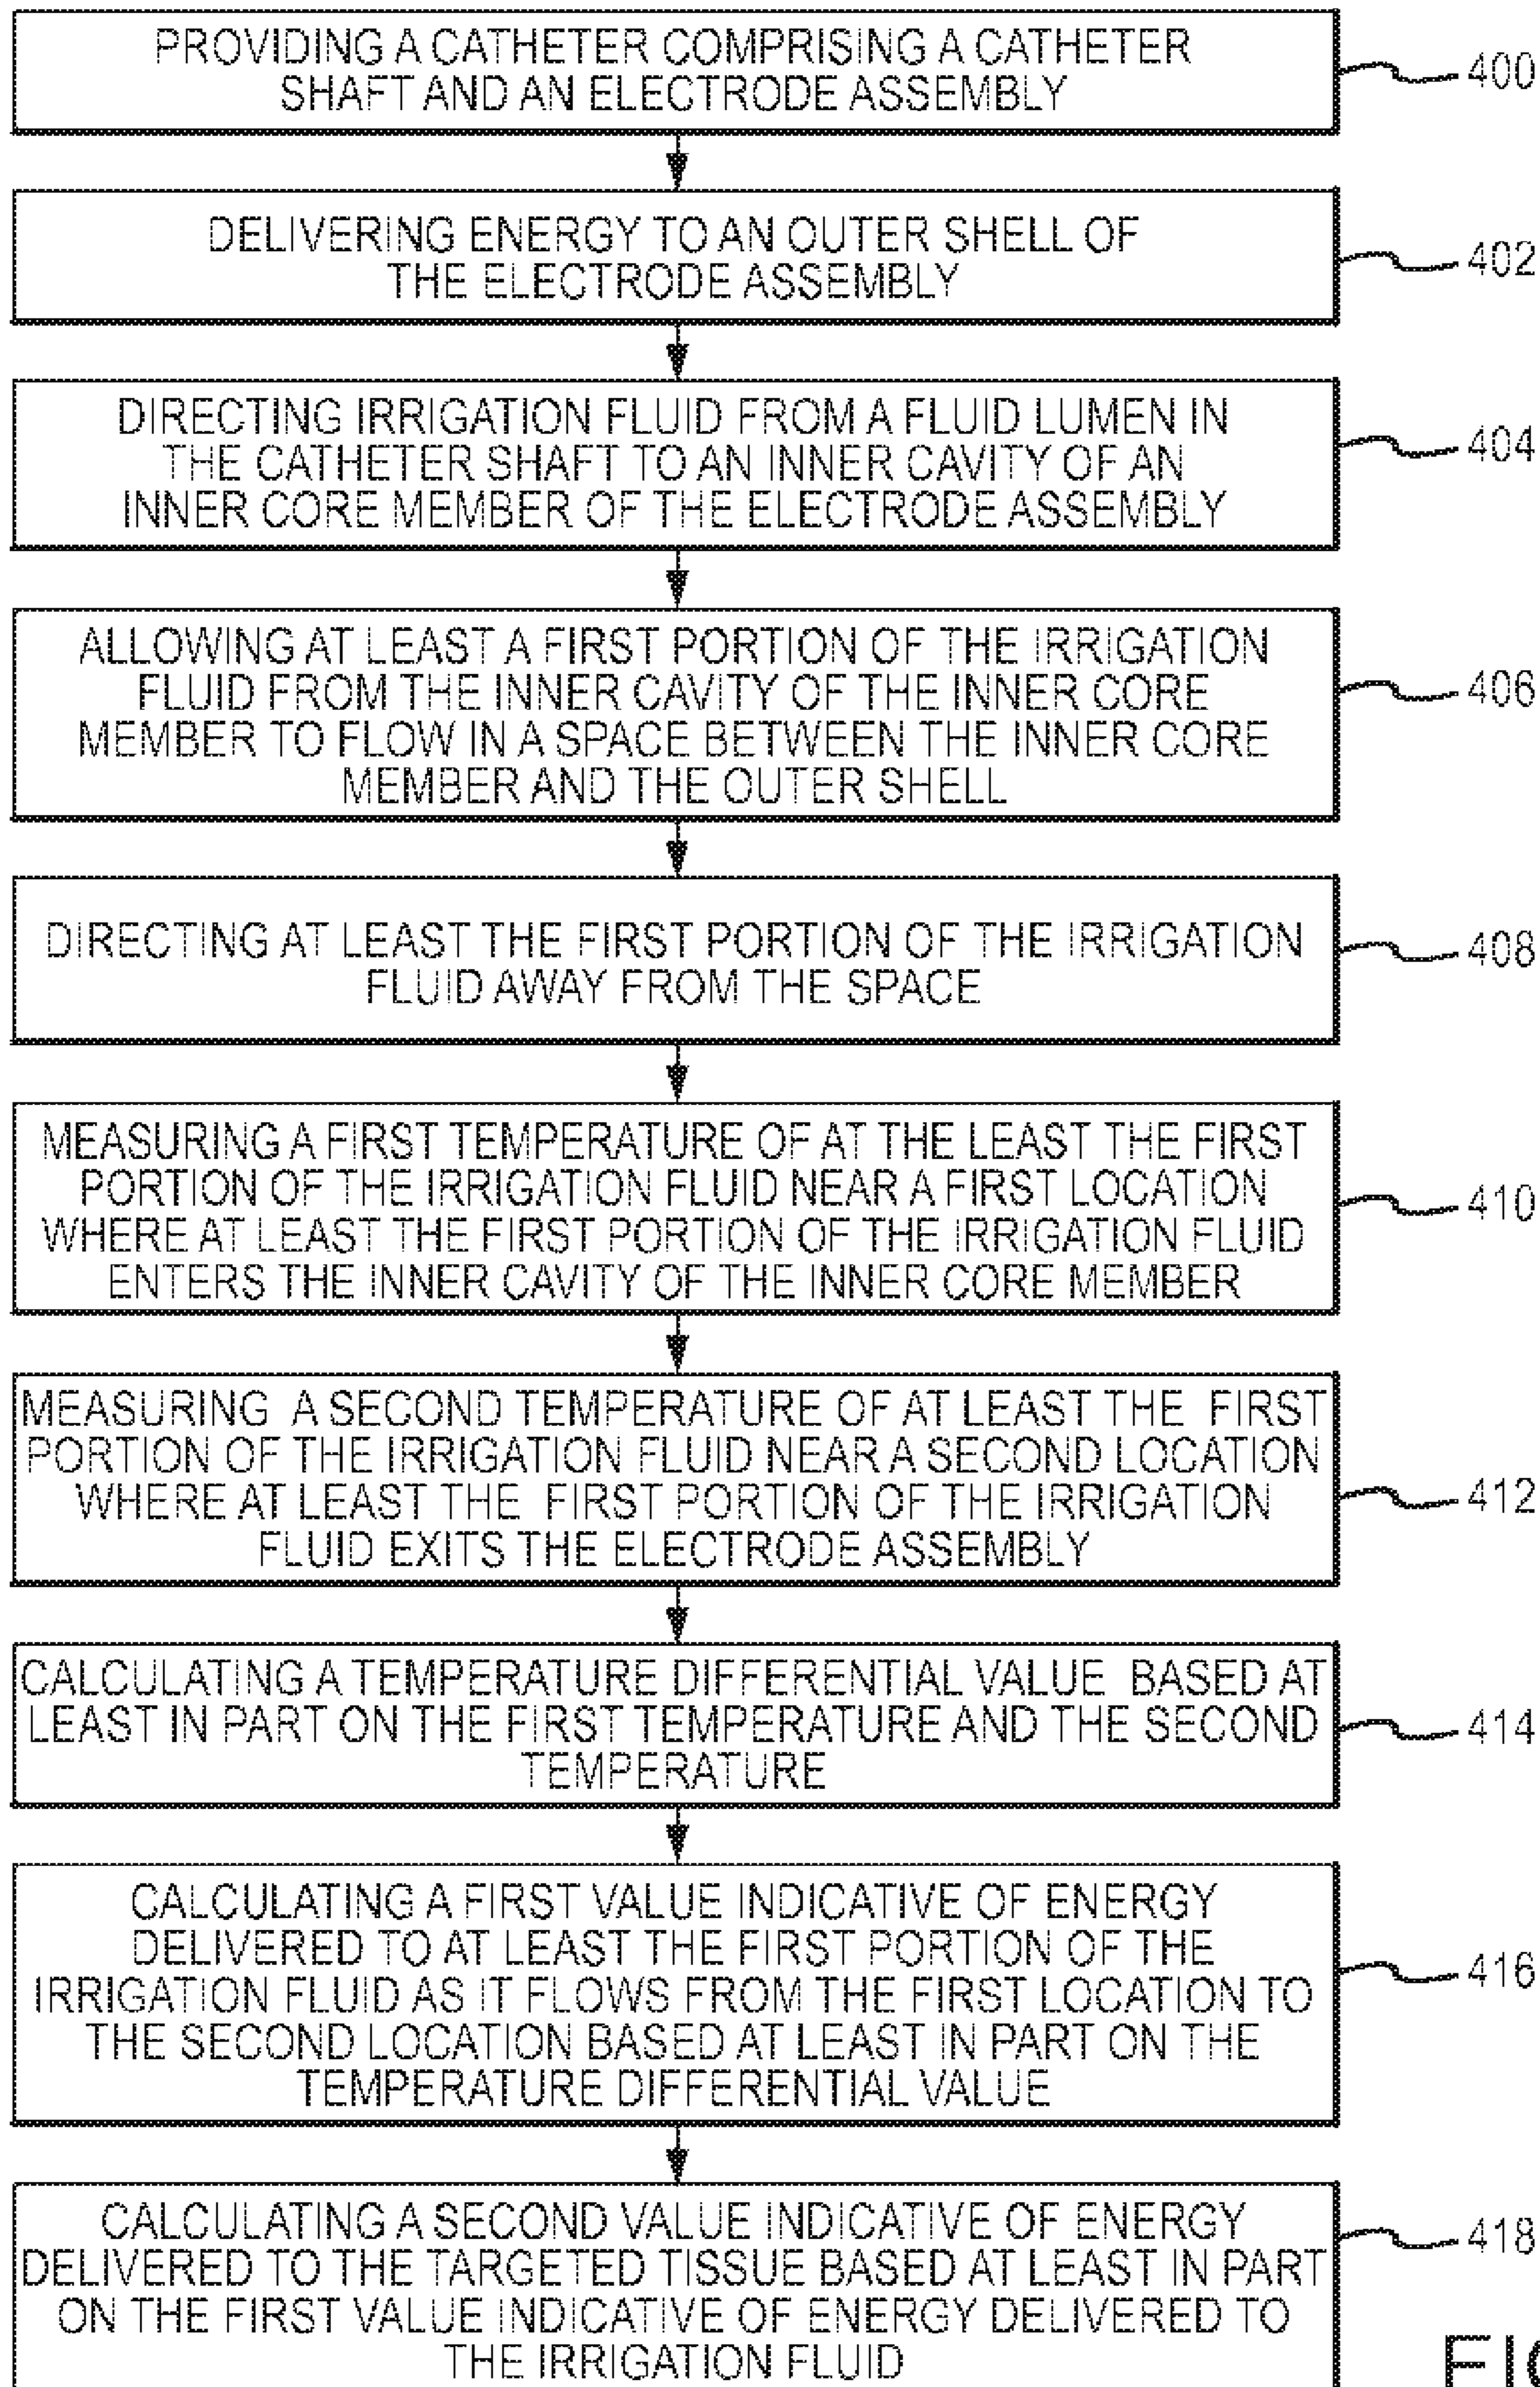 PROVIDING A CATHETER COMPRISING A CATHETER
SHAFT AND AN ELECTRODE ASSEMBLY
400
DELIVERING ENERGY TO AN OUTER SHELL OF
THE ELECTRODE ASSEMBLY
402
DIRECTING IRRIGATION FLUID FROM A FLUID LUMEN IN
THE CATHETER SHAFT TO AN INNER CAVITY OF AN
INNER CORE MEMBER OF THE ELECTRODE ASSEMBLY
404
ALLOWING AT LEAST A FIRST PORTION OF THE IRRIGATION
FLUID FROM THE INNER CAVITY OF THE INNER CORE
MEMBER TO FLOW IN A SPACE BETWEEN THE INNER CORE
MEMBER AND THE OUTER SHELL
406
DIRECTING AT LEAST THE FIRST PORTION OF THE IRRIGATION
FLUID AWAY FROM THE SPACE
408
MEASURING A FIRST TEMPERATURE OF AT THE LEAST THE FIRST
PORTION OF THE IRRIGATION FLUID NEAR A FIRST LOCATION
WHERE AT LEAST THE FIRST PORTION OF THE IRRIGATION FLUID
ENTERS THE INNER CAVITY OF THE INNER CORE MEMBER
410
MEASURING A SECOND TEMPERATURE OF AT LEAST THE FIRST
PORTION OF THE IRRIGATION FLUID NEAR A SECOND LOCATION
WHERE AT LEAST THE FIRST PORTION OF THE IRRIGATION
FLUID EXITS THE ELECTRODE ASSEMBLY
412
CALCULATING A TEMPERATURE DIFFERENTIAL VALUE BASED AT
LEAST IN PART ON THE FIRST TEMPERATURE AND THE SECOND
TEMPERATURE
414
CALCULATING A FIRST VALUE INDICATIVE OF ENERGY
DELIVERED TO AT LEAST THE FIRST PORTION OF THE
IRRIGATION FLUID AS IT FLOWS FROM THE FIRST LOCATION TO
THE SECOND LOCATION BASED AT LEAST IN PART ON THE
TEMPERATURE DIFFERENTIAL VALUE
416
CALCULATING A SECOND VALUE INDICATIVE OF ENERGY
DELIVERED TO THE TARGETED TISSUE BASED AT LEAST IN PART
ON THE FIRST VALUE INDICATIVE OF ENERGY DELIVERED TO
THE IRRIGATION FLUID
418